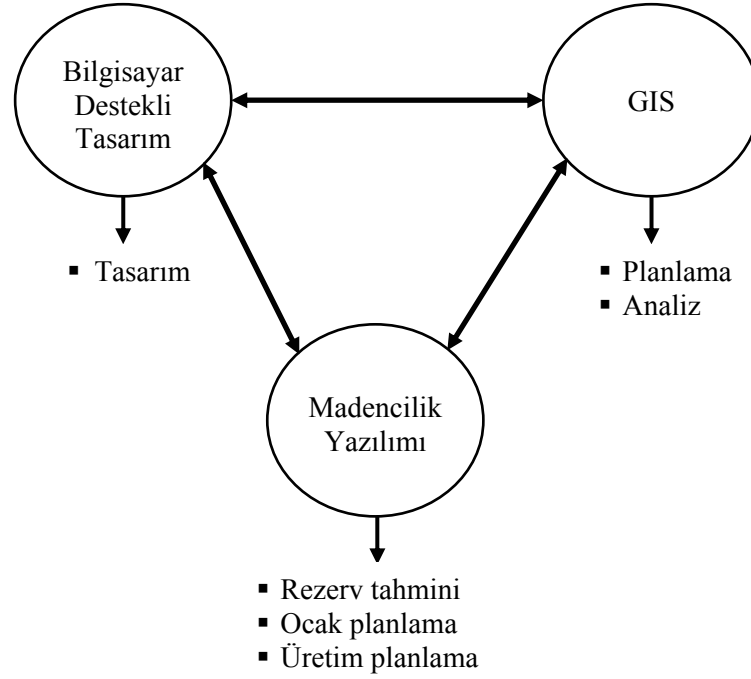 Bilgisayar
Destekli
Tasarım
GIS
▪ Tasarım
▪ Planlama
▪ Analiz
Madencilik
Yazılımı
▪ Rezerv tahmini
▪ Ocak planlama
▪ Üretim planlama